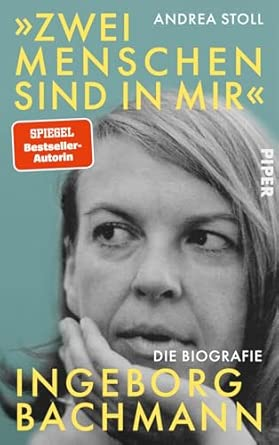 »ZWEI
MENSCHEN
SIND IN MIR«
ANDREA STOLL
SPIEGEL
Bestseller-
Autorin
PIPER
DIE BIOGRAFIE
INGEBORG
BACHMANN